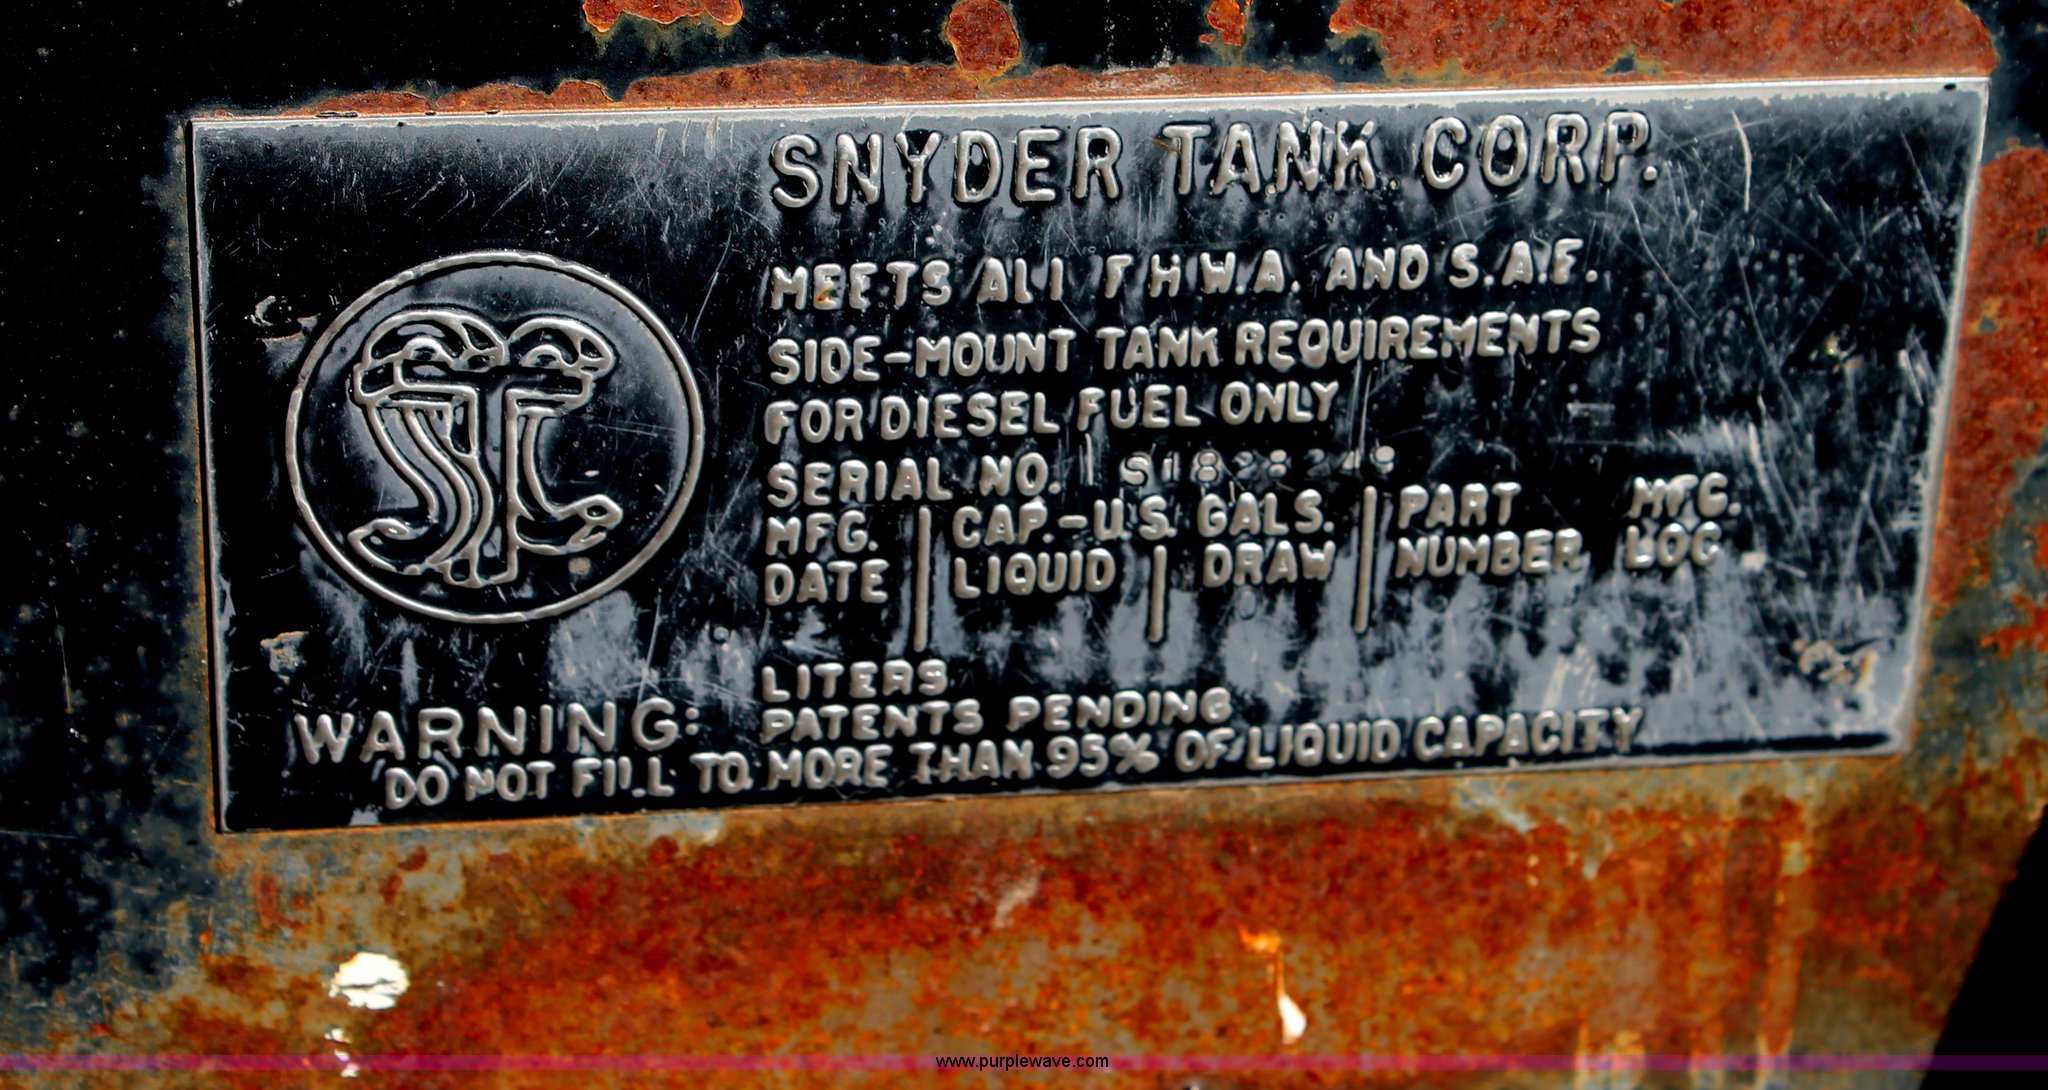 SNYDER TANK CORP.
MEETS ALL F.H.W.A. AND S.A.E.
SIDE-MOUNT TANK REQUIREMENTS
FOR DIESEL FUEL ONLY
SERIAL NO.
MFG. DATE | CAP.-U.S. GALS. LIQUID | DRAW | PART NUMBER MFG. LOC.
LITERS
PATENTS PENDING
WARNING:
DO NOT FILL TO MORE THAN 95% OF LIQUID CAPACITY
www.purplewave.com